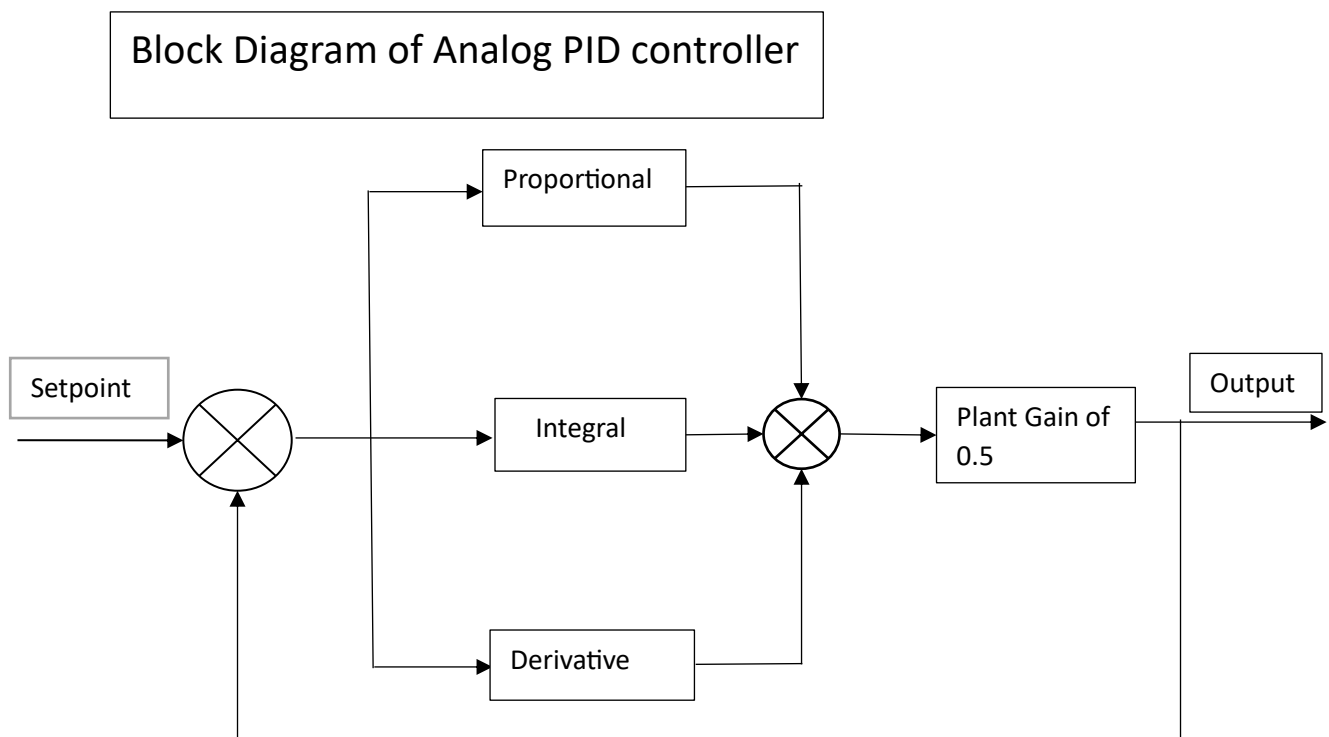 Block Diagram of Analog PID controller
Proportional
Setpoint
Integral
Plant Gain of
0.5
Output
Derivative